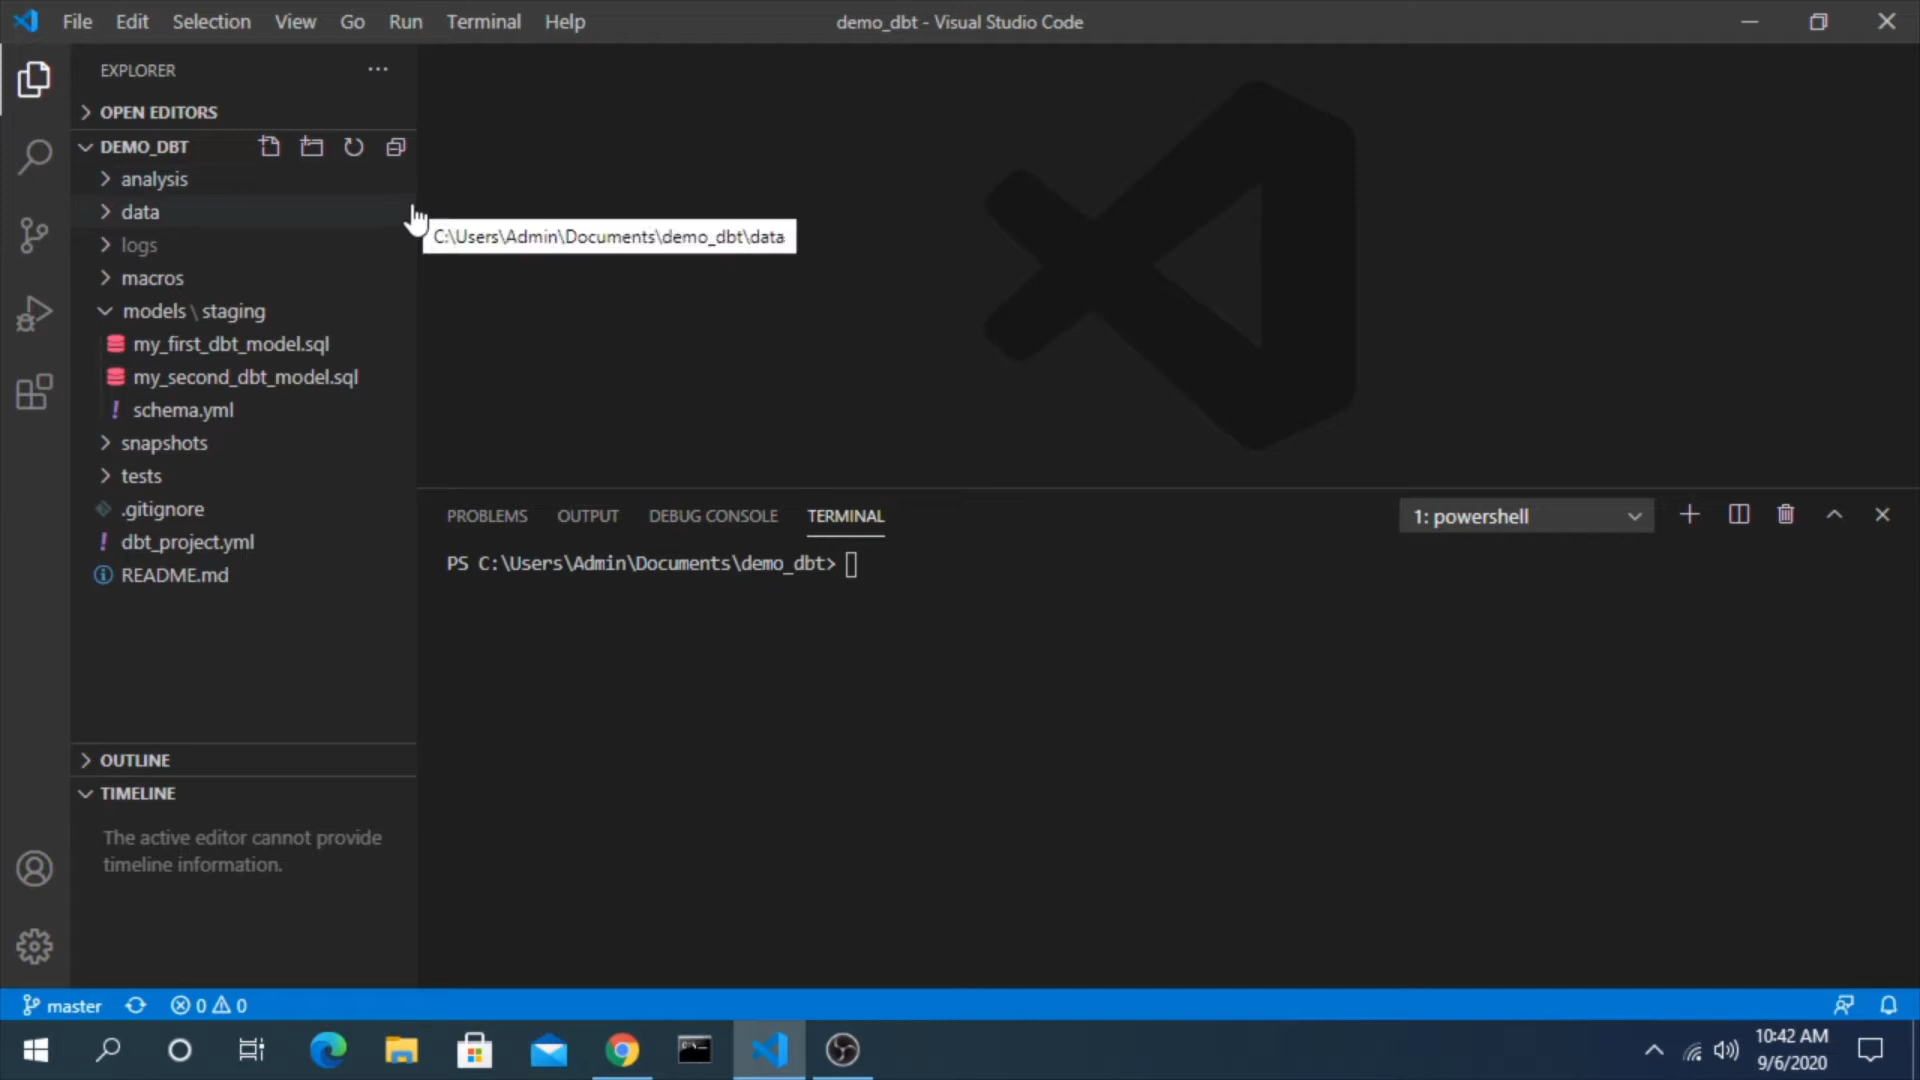 File Edit Selection View Go Run Terminal Help
demo_dbt - Visual Studio Code
EXPLORER
OPEN EDITORS
DEMO_DBT
analysis
data
C:\Users\Admin\Documents\demo_dbt\data
logs
macros
models \ staging
my_first_dbt_model.sql
my_second_dbt_model.sql
schema.yml
snapshots
tests
.gitignore
dbt_project.yml
README.md
OUTLINE
TIMELINE
The active editor cannot provide
timeline information.
PROBLEMS OUTPUT DEBUG CONSOLE TERMINAL
1: powershell
PS C:\Users\Admin\Documents\demo_dbt>
master 0 0
10:42 AM
9/6/2020